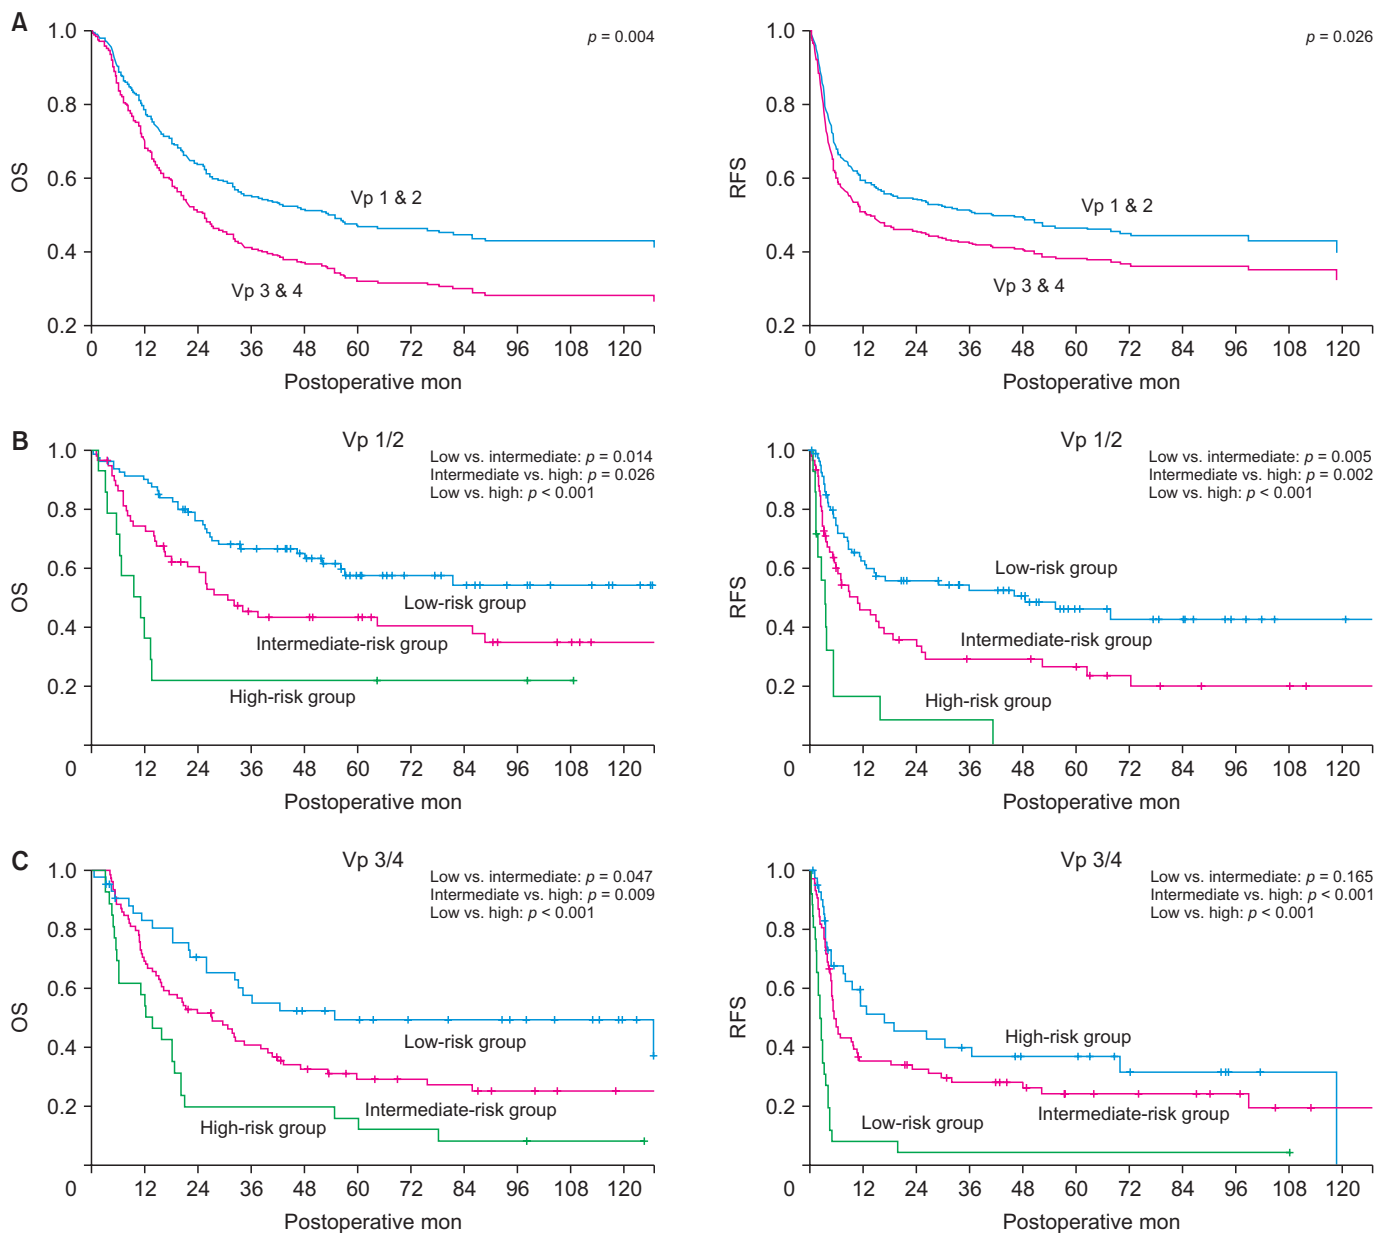 A
1.0
0.8
0.6
0.4
0.2
OS
p = 0.004
Vp 1 & 2
Vp 3 & 4
0 12 24 36 48 60 72 84 96 108 120
Postoperative mon
1.0
0.8
0.6
0.4
0.2
RFS
p = 0.026
Vp 1 & 2
Vp 3 & 4
0 12 24 36 48 60 72 84 96 108 120
Postoperative mon
B
Vp 1/2
1.0
0.8
0.6
0.4
0.2
OS
Low vs. intermediate: p = 0.014
Intermediate vs. high: p = 0.026
Low vs. high: p < 0.001
Low-risk group
Intermediate-risk group
High-risk group
0 12 24 36 48 60 72 84 96 108 120
Postoperative mon
Vp 1/2
1.0
0.8
0.6
0.4
0.2
RFS
Low vs. intermediate: p = 0.005
Intermediate vs. high: p = 0.002
Low vs. high: p < 0.001
Low-risk group
Intermediate-risk group
High-risk group
0 12 24 36 48 60 72 84 96 108 120
Postoperative mon
C
Vp 3/4
1.0
0.8
0.6
0.4
0.2
OS
Low vs. intermediate: p = 0.047
Intermediate vs. high: p = 0.009
Low vs. high: p < 0.001
Low-risk group
Intermediate-risk group
High-risk group
0 12 24 36 48 60 72 84 96 108 120
Postoperative mon
Vp 3/4
1.0
0.8
0.6
0.4
0.2
RFS
Low vs. intermediate: p = 0.165
Intermediate vs. high: p < 0.001
Low vs. high: p < 0.001
High-risk group
Intermediate-risk group
Low-risk group
0 12 24 36 48 60 72 84 96 108 120
Postoperative mon